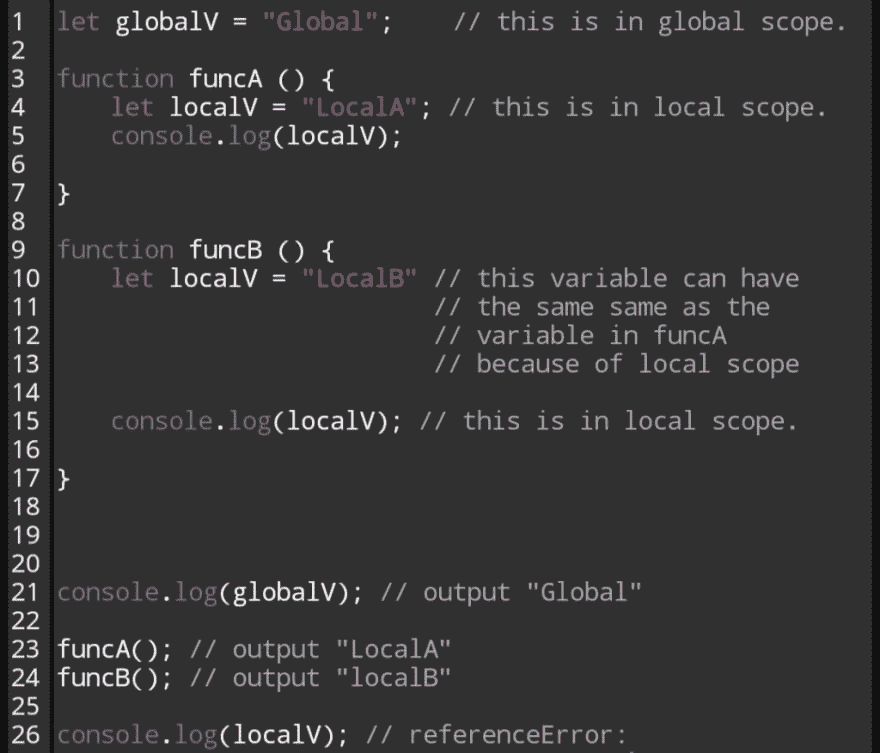 1 let globalV = "Global"; // this is in global scope.
2
3 function funcA () {
4 let localV = "LocalA"; // this is in local scope.
5 console.log(localV);
6
7 }
8
9 function funcB () {
10 let localV = "LocalB" // this variable can have
11 // the same same as the
12 // variable in funcA
13 // because of local scope
14
15 console.log(localV); // this is in local scope.
16
17 }
18
19
20
21 console.log(globalV); // output "Global"
22
23 funcA(); // output "LocalA"
24 funcB(); // output "localB"
25
26 console.log(localV); // referenceError: